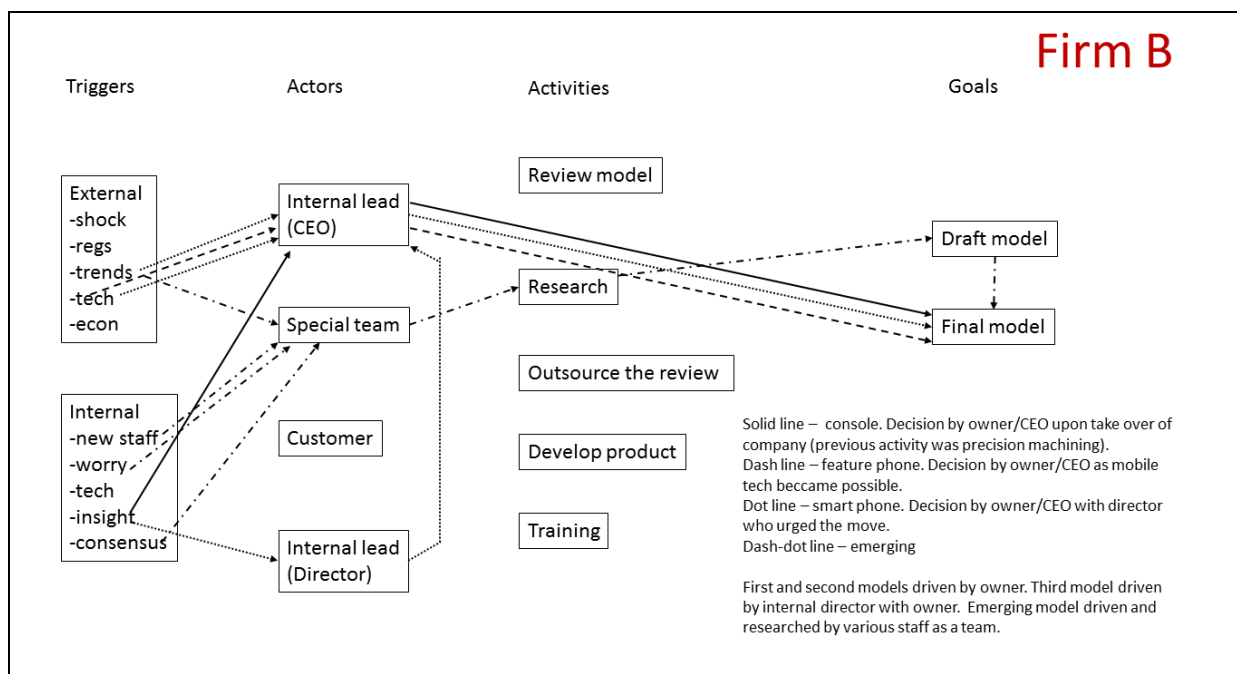 Firm B
Triggers
Actors
Activities
Goals
External
-shock
-regs
-trends
-tech
-econ
Internal
-new staff
-worry
-tech
-insight
-consensus
Internal lead
(CEO)
Special team
Customer
Internal lead
(Director)
Review model
Research
Outsource the review
Develop product
Training
Draft model
Final model
Solid line – console. Decision by owner/CEO upon take over of
company (previous activity was precision machining).
Dash line – feature phone. Decision by owner/CEO as mobile
tech beccame possible.
Dot line – smart phone. Decision by owner/CEO with director
who urged the move.
Dash-dot line – emerging
First and second models driven by owner. Third model driven
by internal director with owner. Emerging model driven and
researched by various staff as a team.